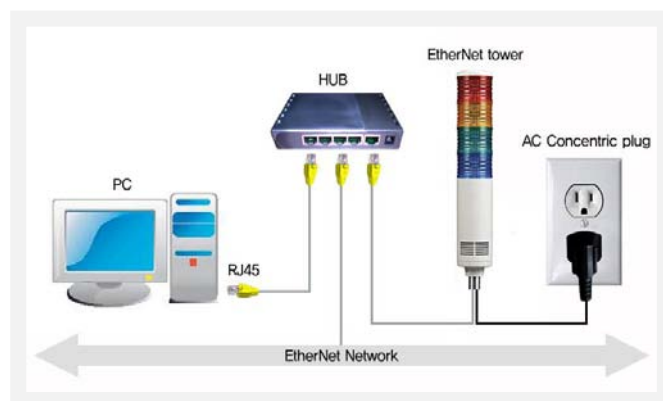 EtherNet tower
HUB
AC Concentric plug
PC
RJ45
EtherNet Network